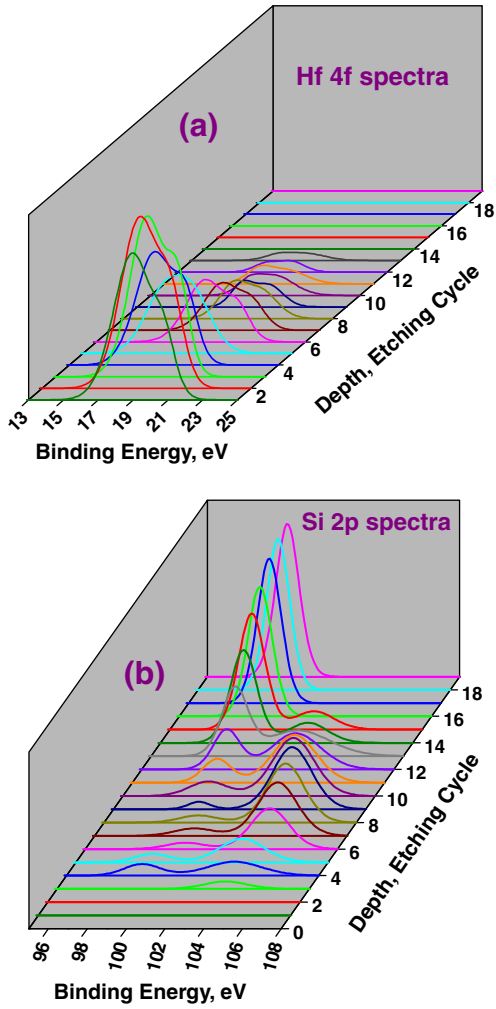 Hf 4f spectra
(a)
18
16
14
12
10
8
6
4
2
13 15 17 19 21 23 25
Depth, Etching Cycle
Binding Energy, eV
Si 2p spectra
(b)
18
16
14
12
10
8
6
4
2
0
96 98 100 102 104 106 108
Depth, Etching Cycle
Binding Energy, eV